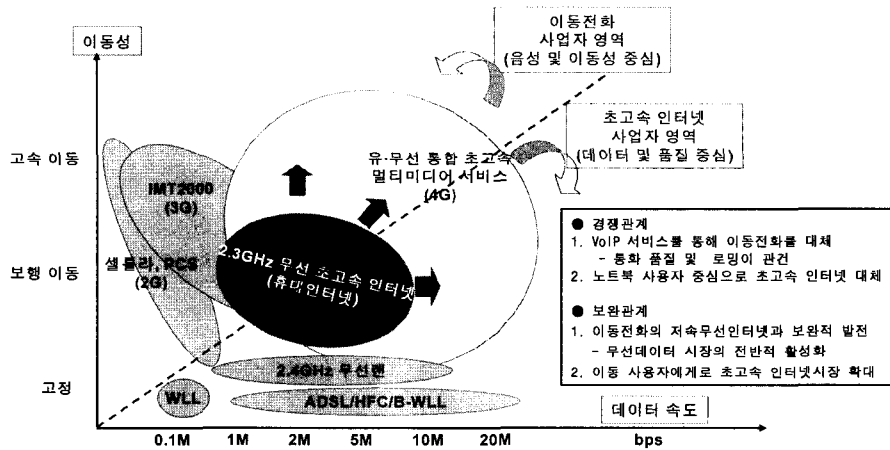 이동성
이동전화
사업자 영역
(음성 및 이동성 중심)
초고속 인터넷
사업자 영역
(데이터 및 품질 중심)
고속 이동
유·무선 통합 초고속
멀티미디어 서비스
(4G)
IMT2000
(3G)
보행 이동
셀룰라, PCS
(2G)
2.3GHz 무선 초고속 인터넷
(휴대인터넷)
● 경쟁관계
1. VoIP 서비스를 통해 이동전화를 대체
- 통화 품질 및 로밍이 관건
2. 노트북 사용자 중심으로 초고속 인터넷 대체
● 보완관계
1. 이동전화의 저속무선인터넷과 보완적 발전
- 무선데이터 시장의 전반적 활성화
2. 이동 사용자에게로 초고속 인터넷시장 확대
고정
2.4GHz 무선랜
WLL
ADSL/HFC/B-WLL
데이터 속도
0.1M 1M 2M 5M 10M 20M bps